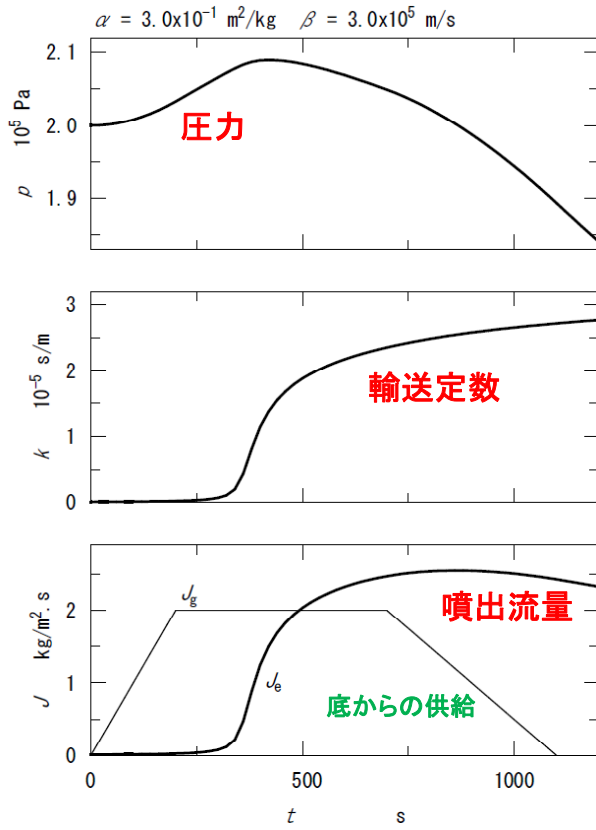 α = 3.0x10⁻¹ m²/kg β = 3.0x10⁵ m/s
2.1
2.0
1.9
p 10⁵ Pa
圧力
3
2
1
0
k 10⁻⁵ s/m
輸送定数
2
1
0
J kg/m².s
J_g
J_e
噴出流量
底からの供給
0 500 1000
t s